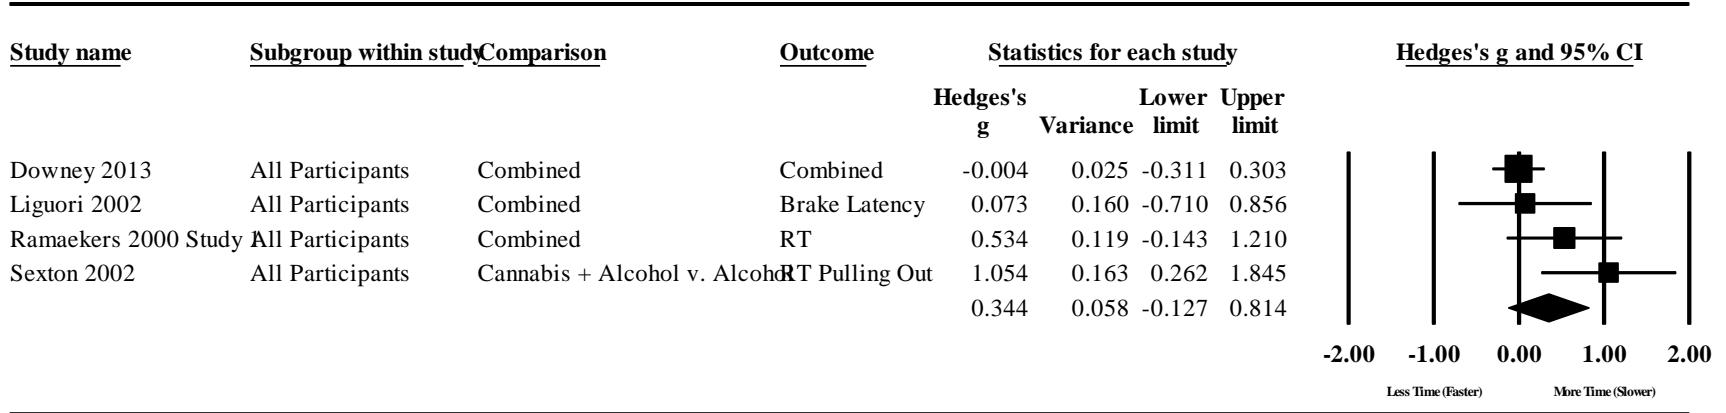 Study name Subgroup within study Comparison Outcome Statistics for each study Hedges's g and 95% CI
Hedges's Lower Upper
g Variance limit limit
Downey 2013 All Participants Combined Combined -0.004 0.025 -0.311 0.303
Liguori 2002 All Participants Combined Brake Latency 0.073 0.160 -0.710 0.856
Ramaekers 2000 Study 1 All Participants Combined RT 0.534 0.119 -0.143 1.210
Sexton 2002 All Participants Cannabis + Alcohol v. Alcohol RT Pulling Out 1.054 0.163 0.262 1.845
0.344 0.058 -0.127 0.814
-2.00 -1.00 0.00 1.00 2.00
Less Time (Faster) More Time (Slower)